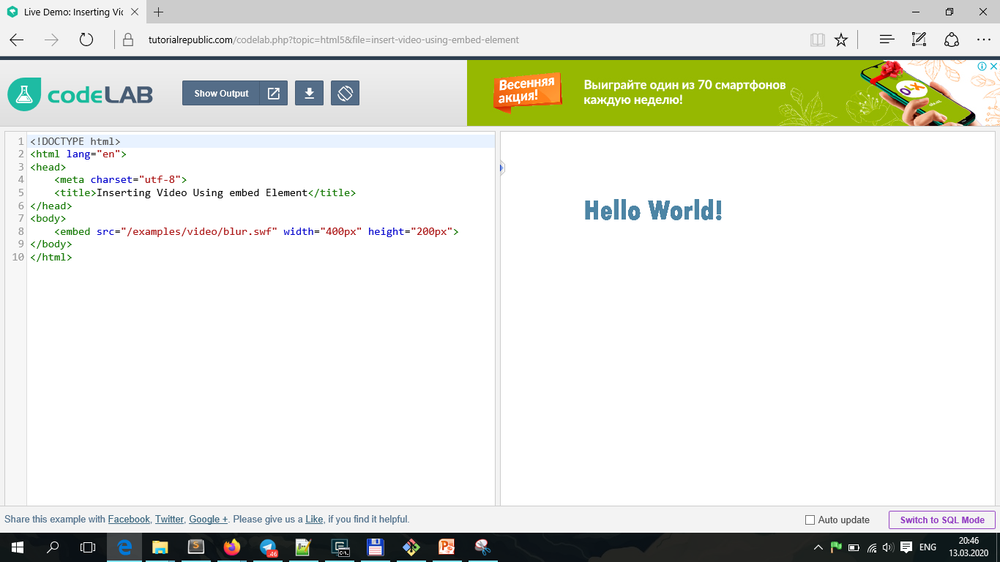 Live Demo: Inserting Vic
tutorialrepublic.com/codelab.php?topic=html5&file=insert-video-using-embed-element
codeLAB
Show Output
Весенняя
акция!
Выиграйте один из 70 смартфонов
каждую неделю!
OLX
1 <!DOCTYPE html>
2 <html lang="en">
3 <head>
4     <meta charset="utf-8">
5     <title>Inserting Video Using embed Element</title>
6 </head>
7 <body>
8     <embed src="/examples/video/blur.swf" width="400px" height="200px">
9 </body>
10 </html>
Hello World!
Share this example with Facebook, Twitter, Google +. Please give us a Like, if you find it helpful.
Auto update
Switch to SQL Mode
.46
C:\
ENG
20:46
13.03.2020